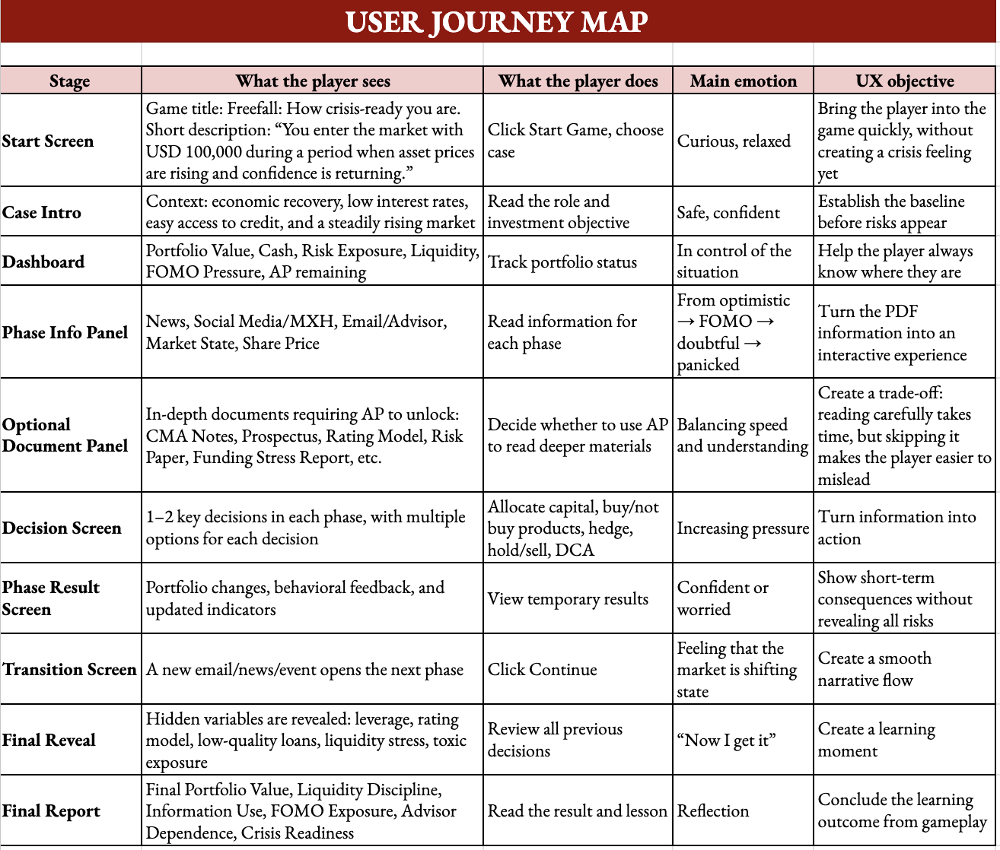 USER JOURNEY MAP
Stage
What the player sees
What the player does
Main emotion
UX objective
Start Screen
Game title: Freefall: How crisis-ready you are.
Short description: “You enter the market with
USD 100,000 during a period when asset prices
are rising and confidence is returning.”
Click Start Game, choose
case
Curious, relaxed
Bring the player into the
game quickly, without
creating a crisis feeling
yet
Case Intro
Context: economic recovery, low interest rates,
easy access to credit, and a steadily rising market
Read the role and
investment objective
Safe, confident
Establish the baseline
before risks appear
Dashboard
Portfolio Value, Cash, Risk Exposure, Liquidity,
FOMO Pressure, AP remaining
Track portfolio status
In control of the
situation
Help the player always
know where they are
Phase Info Panel
News, Social Media/MXH, Email/Advisor,
Market State, Share Price
Read information for
each phase
From optimistic
→ FOMO →
doubtful →
panicked
Turn the PDF
information into an
interactive experience
Optional
Document Panel
In-depth documents requiring AP to unlock:
CMA Notes, Prospectus, Rating Model, Risk
Paper, Funding Stress Report, etc.
Decide whether to use AP
to read deeper materials
Balancing speed
and understanding
Create a trade-off:
reading carefully takes
time, but skipping it
makes the player easier to
mislead
Decision Screen
1–2 key decisions in each phase, with multiple
options for each decision
Allocate capital, buy/not
buy products, hedge,
hold/sell, DCA
Increasing pressure
Turn information into
action
Phase Result
Screen
Portfolio changes, behavioral feedback, and
updated indicators
View temporary results
Confident or
worried
Show short-term
consequences without
revealing all risks
Transition Screen
A new email/news/event opens the next phase
Click Continue
Feeling that the
market is shifting
state
Create a smooth
narrative flow
Final Reveal
Hidden variables are revealed: leverage, rating
model, low-quality loans, liquidity stress, toxic
exposure
Review all previous
decisions
“Now I get it”
Create a learning
moment
Final Report
Final Portfolio Value, Liquidity Discipline,
Information Use, FOMO Exposure, Advisor
Dependence, Crisis Readiness
Read the result and lesson
Reflection
Conclude the learning
outcome from gameplay